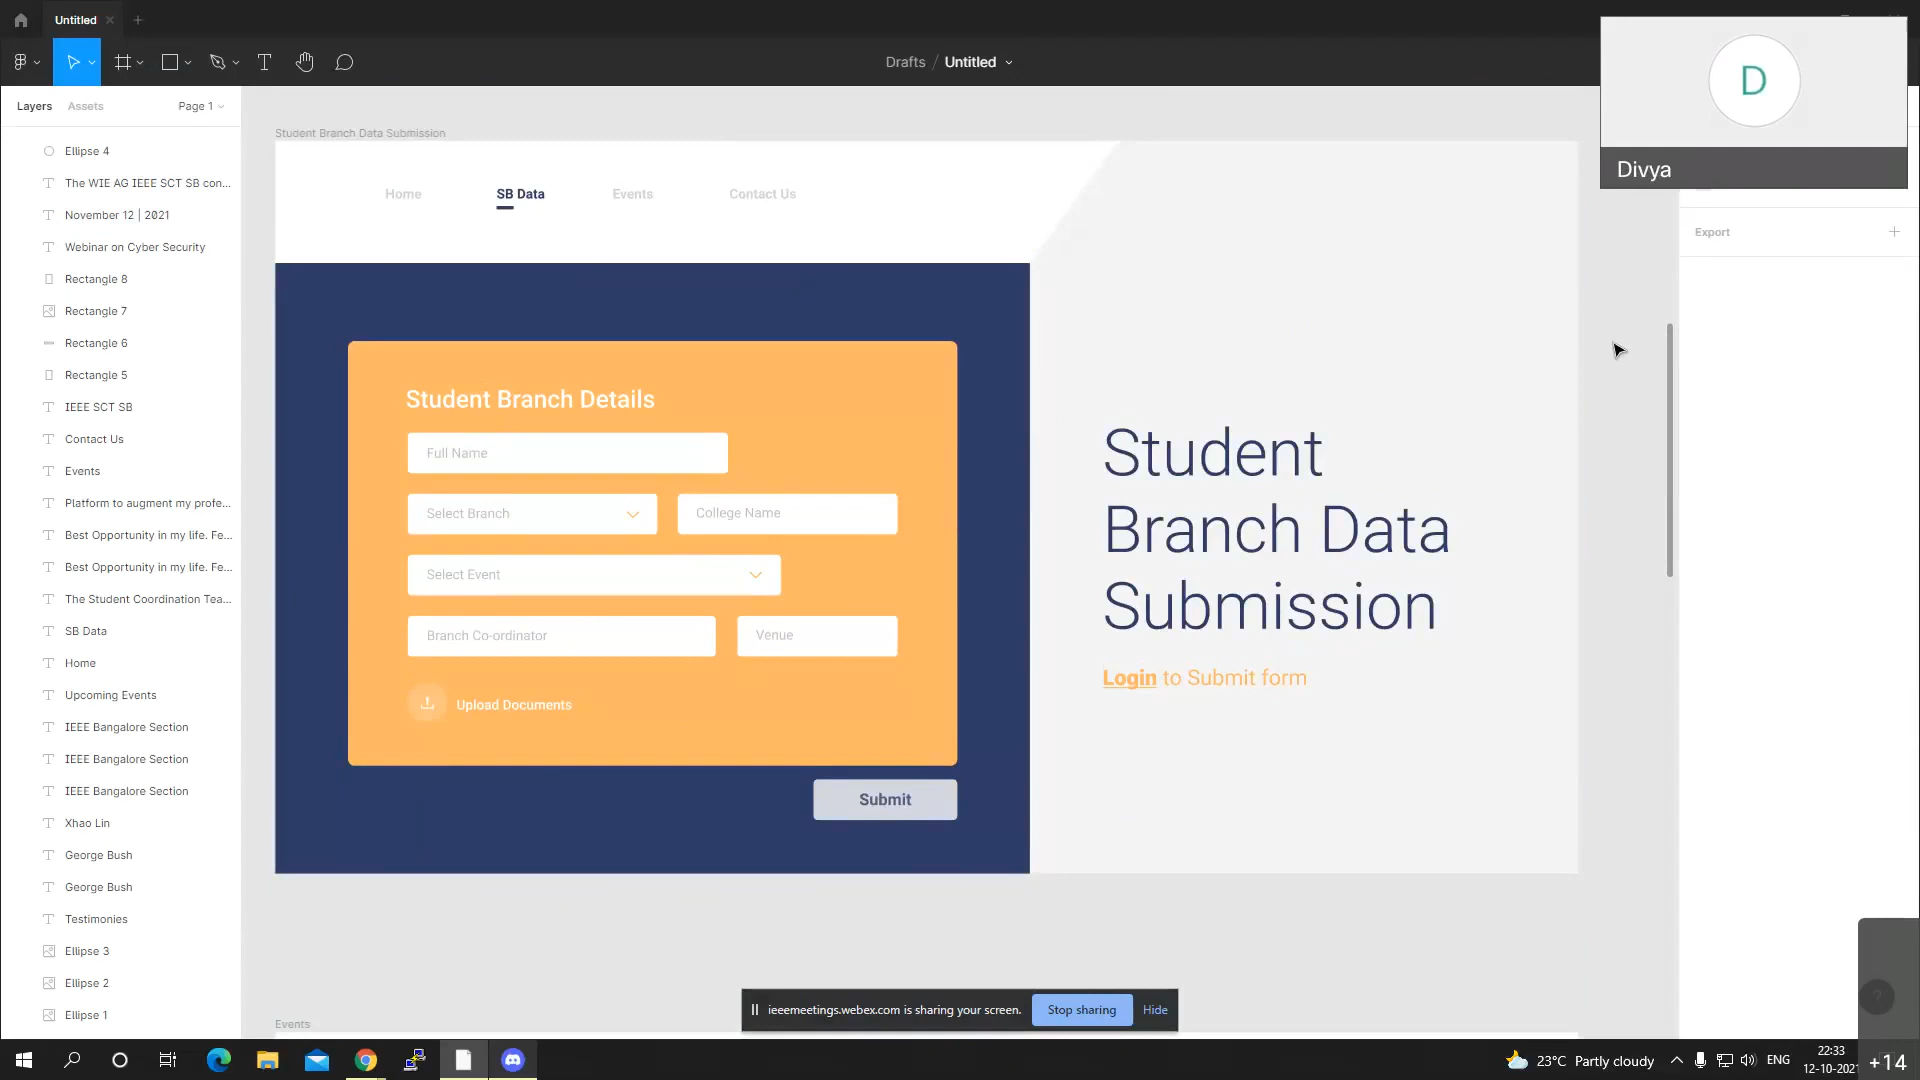 Untitled
Drafts / Untitled
D
Divya
Layers
Assets
Page 1
Ellipse 4
The WIE AG IEEE SCT SB con...
November 12 | 2021
Webinar on Cyber Security
Rectangle 8
Rectangle 7
Rectangle 6
Rectangle 5
IEEE SCT SB
Contact Us
Events
Platform to augment my profe...
Best Opportunity in my life. Fe...
Best Opportunity in my life. Fe...
The Student Coordination Tea...
SB Data
Home
Upcoming Events
IEEE Bangalore Section
IEEE Bangalore Section
IEEE Bangalore Section
Xhao Lin
George Bush
George Bush
Testimonies
Ellipse 3
Ellipse 2
Ellipse 1
Student Branch Data Submission
Home
SB Data
Events
Contact Us
Student Branch Details
Full Name
Select Branch
College Name
Select Event
Branch Co-ordinator
Venue
Upload Documents
Submit
Student
Branch Data
Submission
Login to Submit form
Export
Events
ieeemeetings.webex.com is sharing your screen.
Stop sharing
Hide
?
23°C Partly cloudy
ENG
22:33
12-10-2021
+14